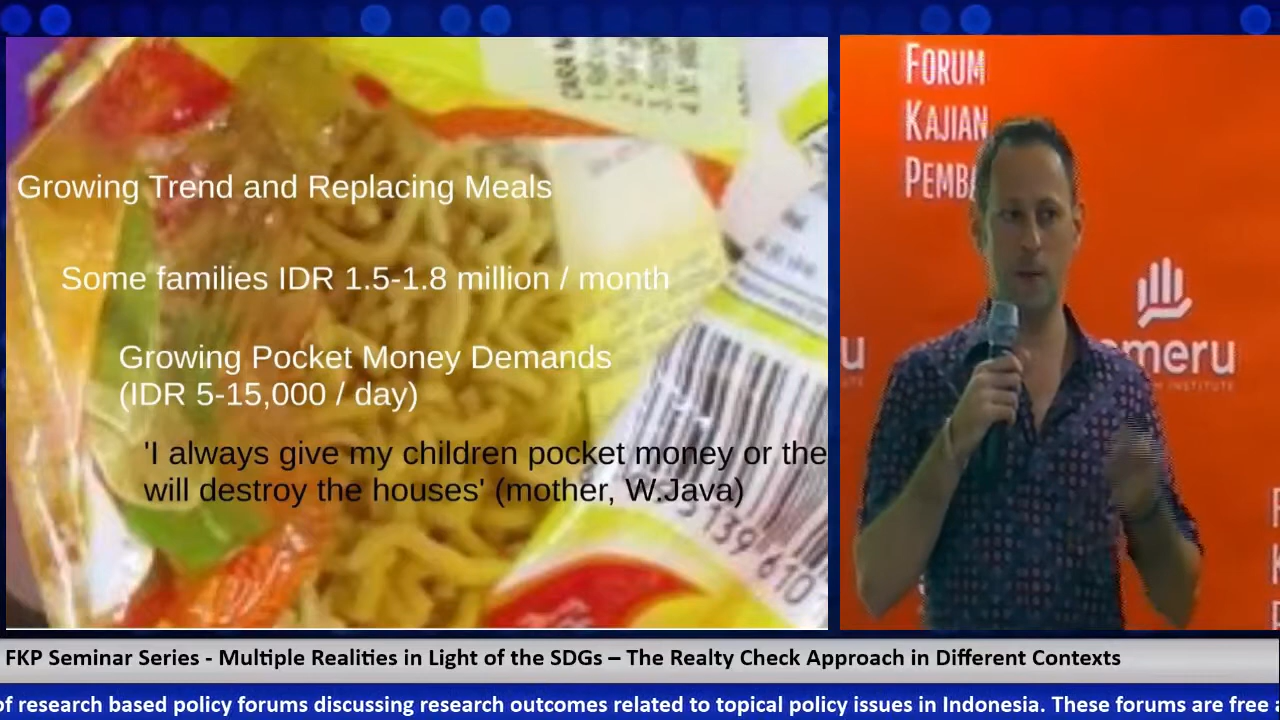 Growing Trend and Replacing Meals
Some families IDR 1.5-1.8 million / month
Growing Pocket Money Demands
(IDR 5-15,000 / day)
'I always give my children pocket money or the
will destroy the houses' (mother, W.Java)
139 610
FORUM
KAJIAN
PEMBA
meru
INSTITUTE
FKP Seminar Series - Multiple Realities in Light of the SDGs – The Realty Check Approach in Different Contexts
of research based policy forums discussing research outcomes related to topical policy issues in Indonesia. These forums are free a